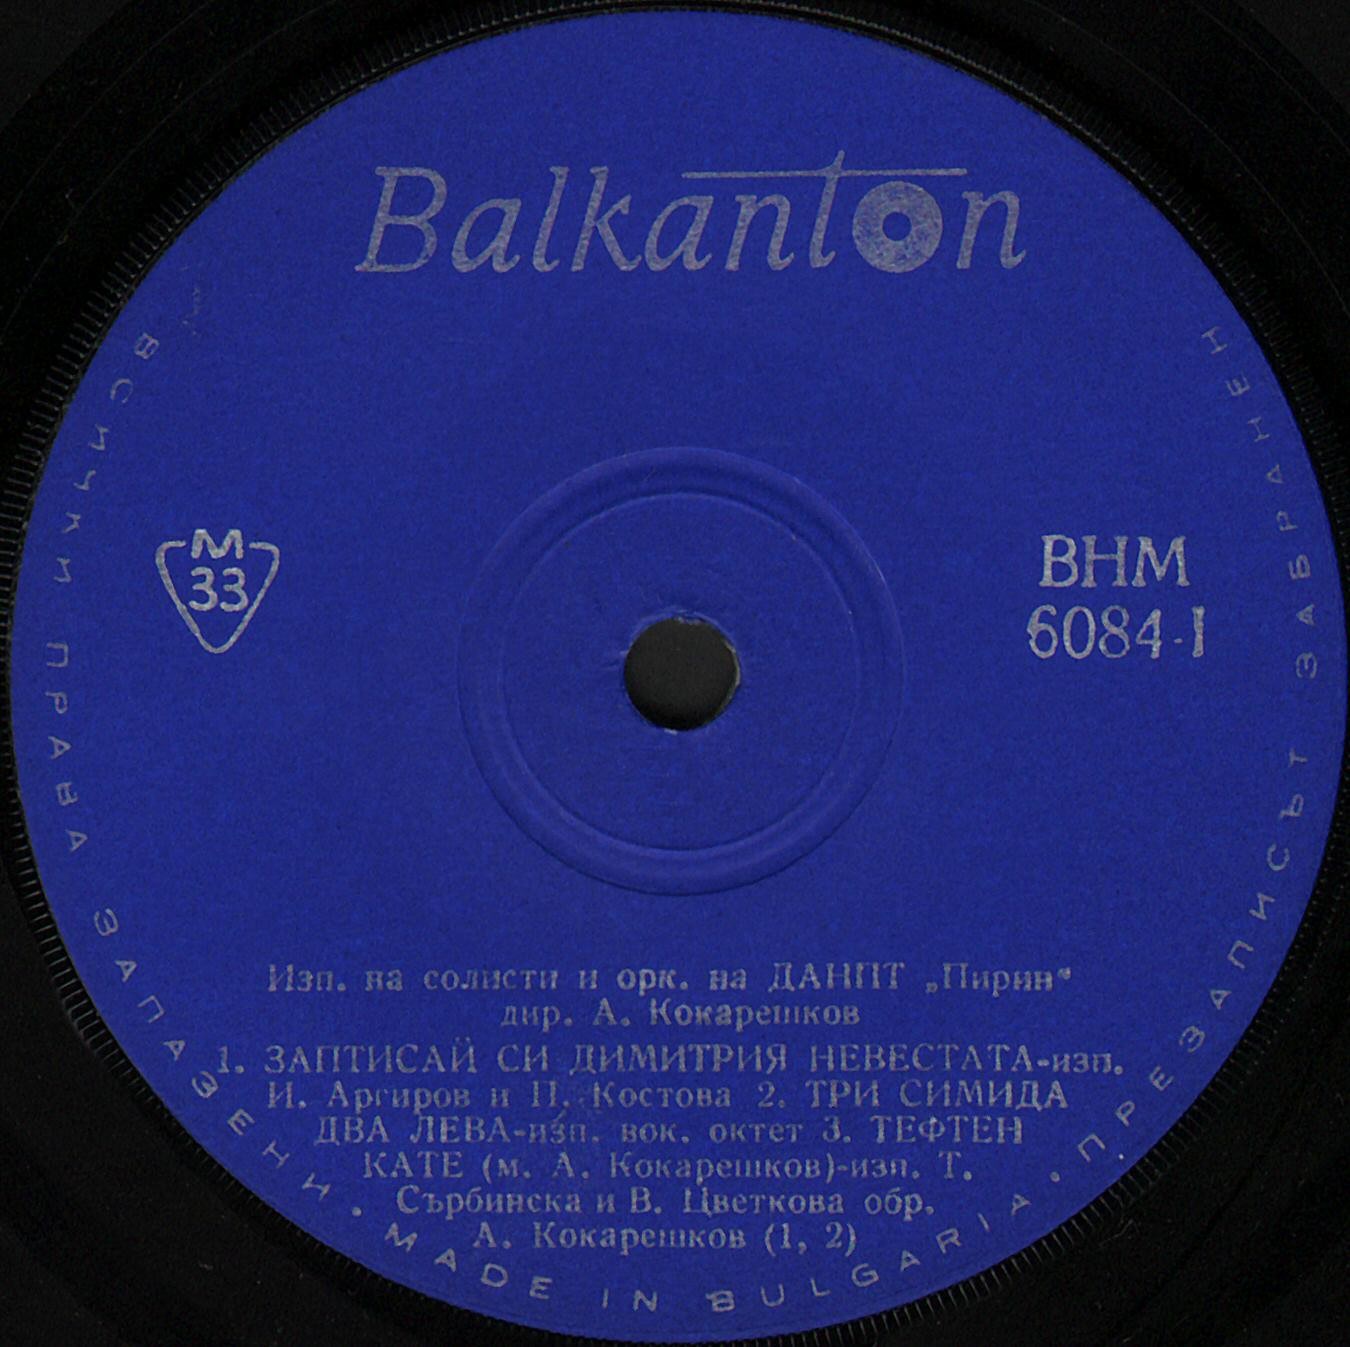 Balkanton
M
33
ВНМ
6084-I
Изп. на солисти и орк. на ДАНПТ „Пирин“
дир. А. Кокарешков
1. ЗАПТИСАЙ СИ ДИМИТРИЯ НЕВЕСТАТА-изп.
И. Аргиров и П. Костова 2. ТРИ СИМИДА
ДВА ЛЕВА-изп. вок. октет 3. ТЕФТЕН
КАТЕ (м. А. Кокарешков)-изп. Т.
Сърбинска и В. Цветкова обр.
А. Кокарешков (1, 2)
ВСИЧКИ ПРАВА ЗАПАЗЕНИ • MADE IN BULGARIA • ПРЕЗАПИСЪТ ЗАБРАНЕН